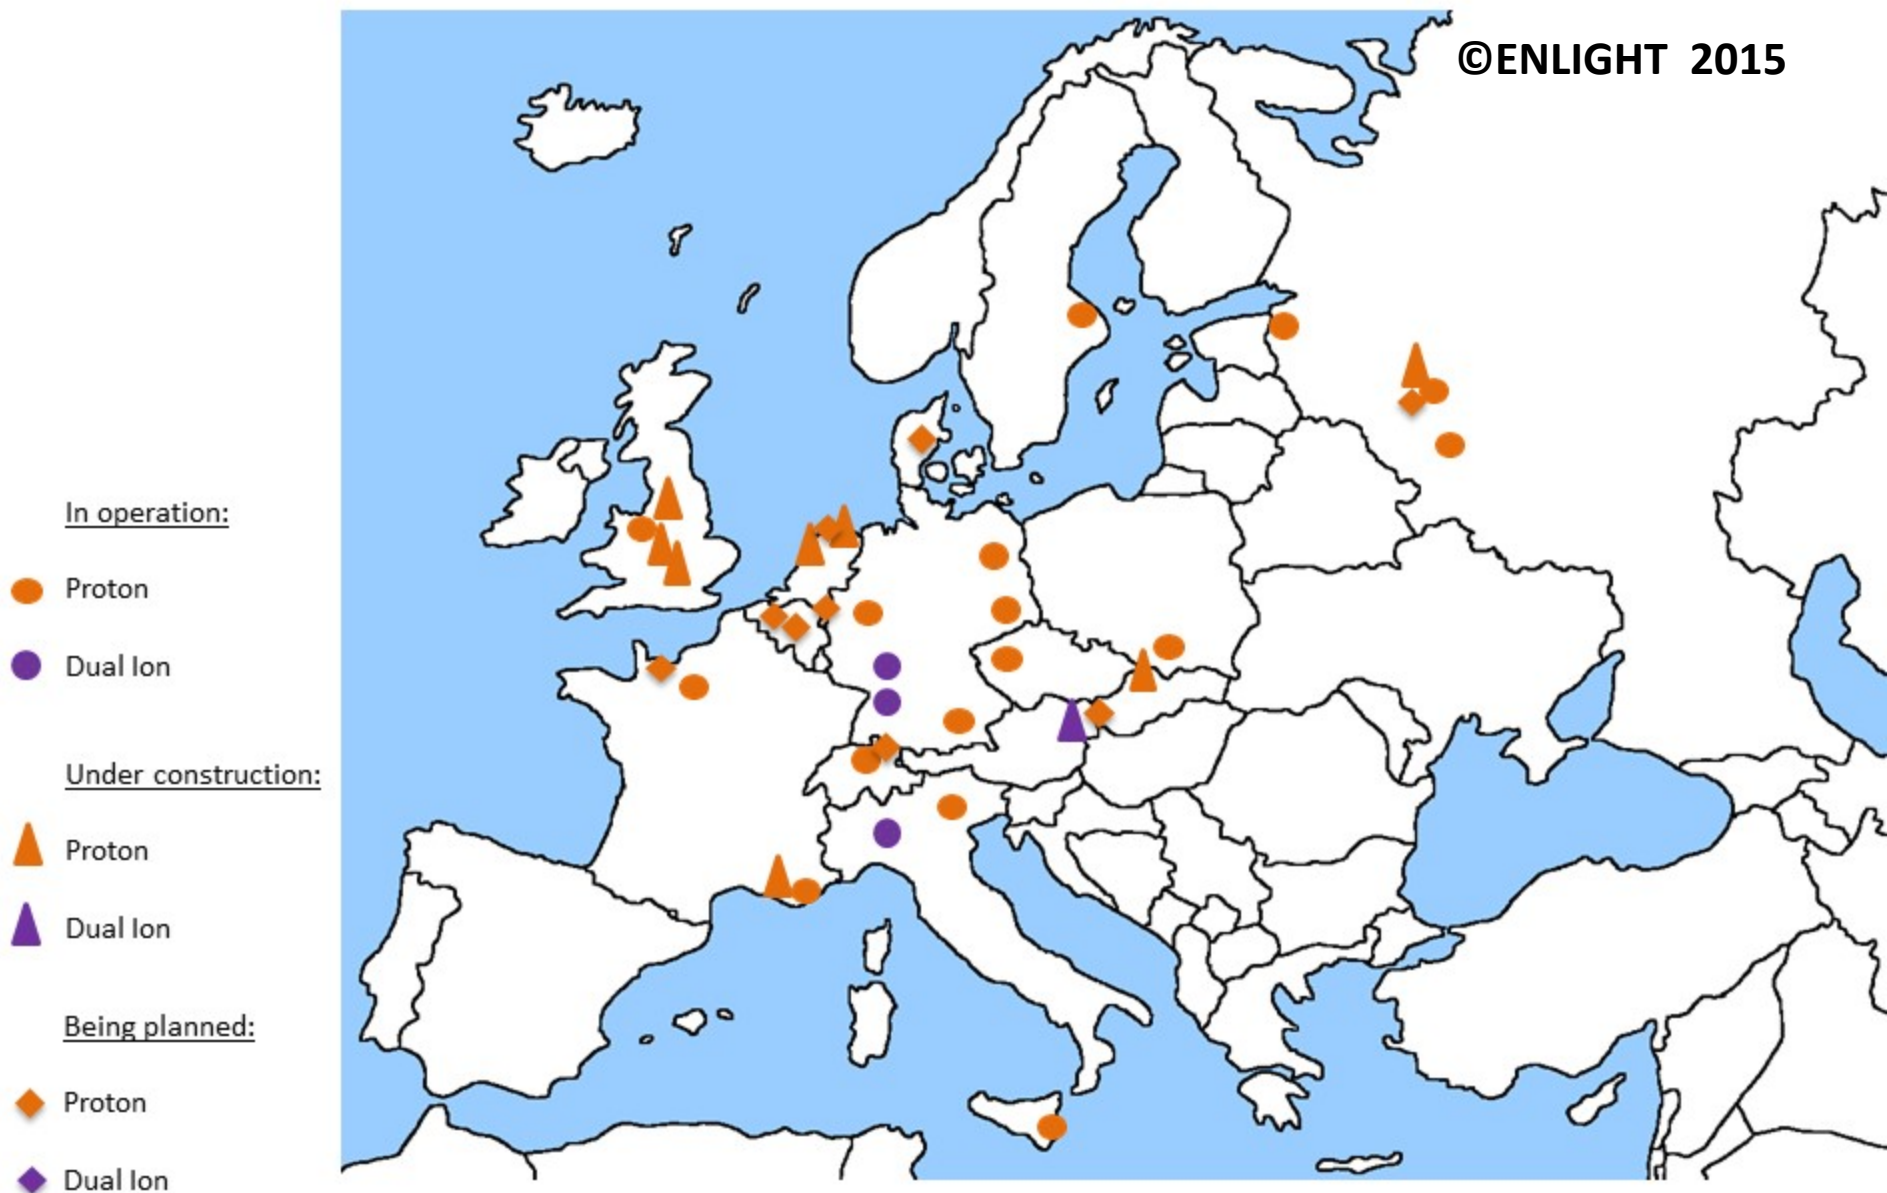 ©ENLIGHT 2015
In operation:
Proton
Dual Ion
Under construction:
Proton
Dual Ion
Being planned:
Proton
Dual Ion